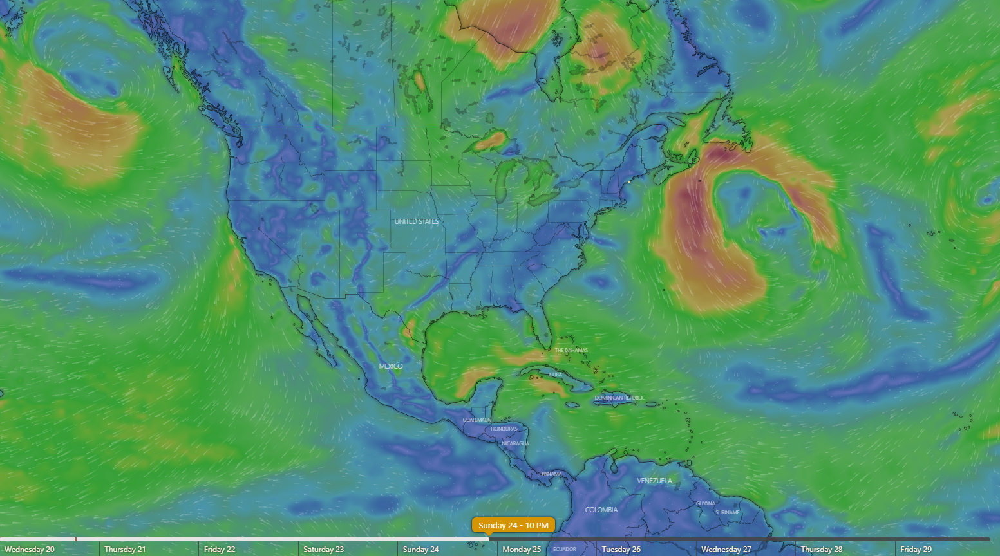 UNITED STATES
THE BAHAMAS
MEXICO
CUBA
DOMINICAN REPUBLIC
GUATEMALA
HONDURAS
NICARAGUA
PANAMA
VENEZUELA
GUYANA
COLOMBIA
SURINAME
Sunday 24 - 10 PM
Wednesday 20
Thursday 21
Friday 22
Saturday 23
Sunday 24
Monday 25
ECUADOR
Tuesday 26
Wednesday 27
Thursday 28
Friday 29